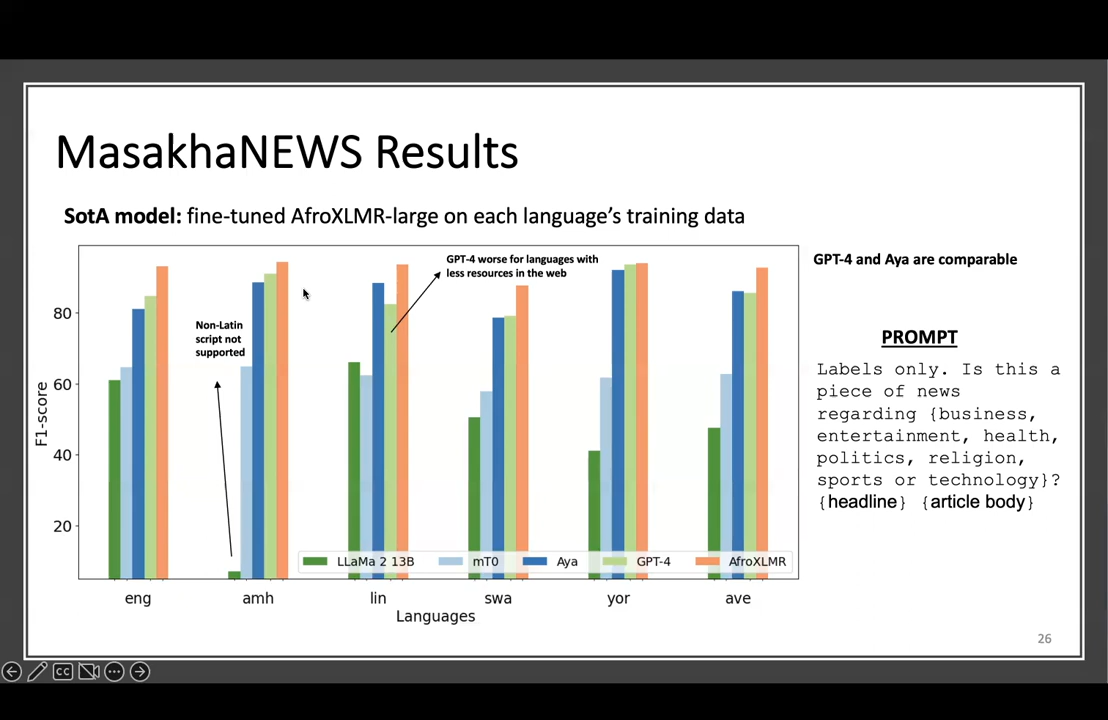 MasakhaNEWS Results
SotA model: fine-tuned AfroXLMR-large on each language's training data
GPT-4 worse for languages with
less resources in the web
Non-Latin
script not
supported
80
60
40
20
F1-score
LLaMa 2 13B
mT0
Aya
GPT-4
AfroXLMR
eng
amh
lin
swa
yor
ave
Languages
GPT-4 and Aya are comparable
PROMPT
Labels only. Is this a
piece of news
regarding {business,
entertainment, health,
politics, religion,
sports or technology}?
{headline} {article body}
26
CC